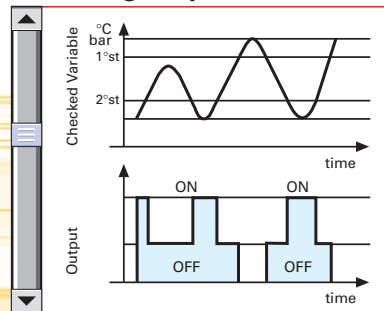 °C
bar
1°st
2°st
Checked Variable
time
ON ON
Output
OFF OFF
time